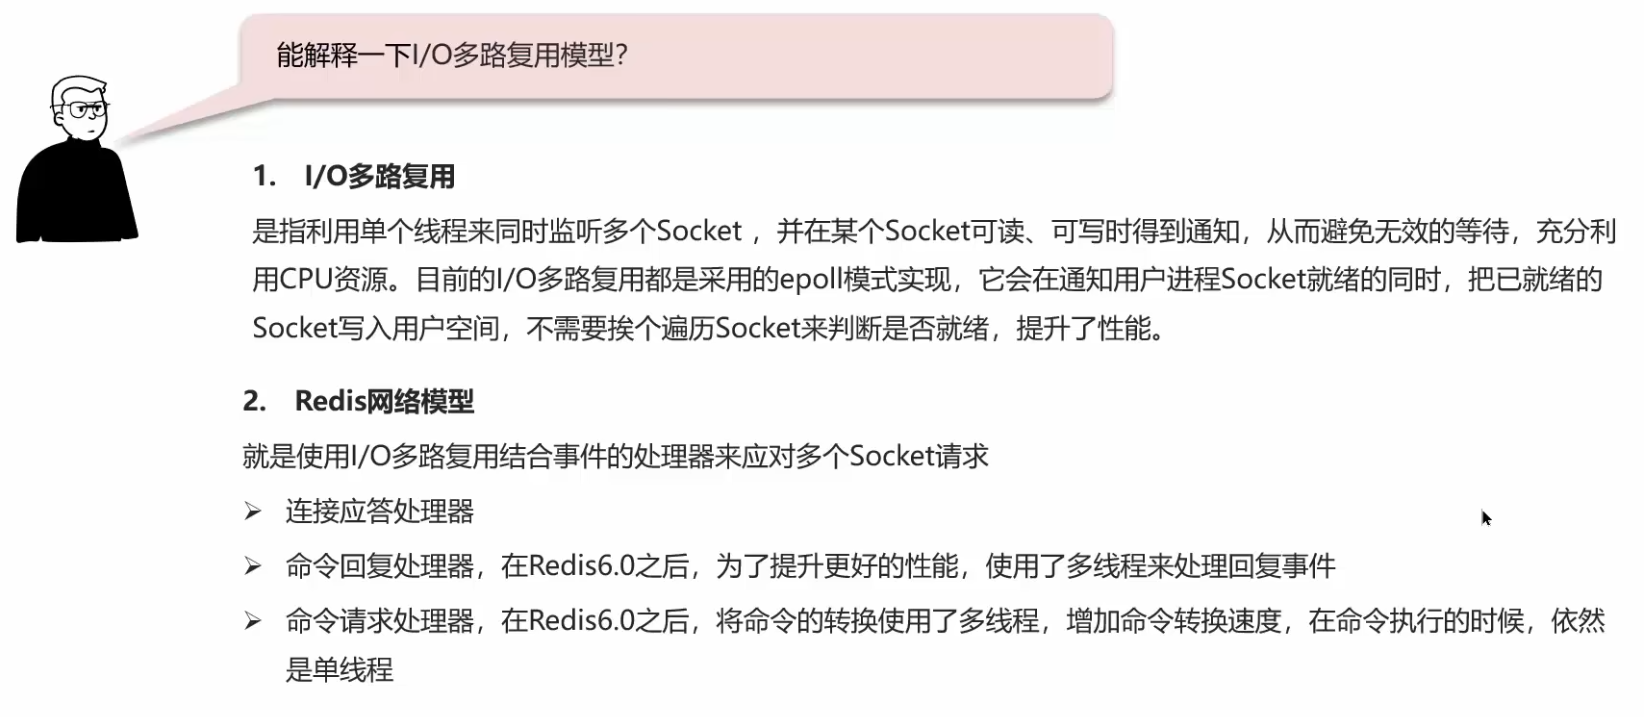 能解释一下I/O多路复用模型？
1. I/O多路复用
是指利用单个线程来同时监听多个Socket ，并在某个Socket可读、可写时得到通知，从而避免无效的等待，充分利
用CPU资源。目前的I/O多路复用都是采用的epoll模式实现，它会在通知用户进程Socket就绪的同时，把已就绪的
Socket写入用户空间，不需要挨个遍历Socket来判断是否就绪，提升了性能。
2. Redis网络模型
就是使用I/O多路复用结合事件的处理器来应对多个Socket请求
➢ 连接应答处理器
➢ 命令回复处理器，在Redis6.0之后，为了提升更好的性能，使用了多线程来处理回复事件
➢ 命令请求处理器，在Redis6.0之后，将命令的转换使用了多线程，增加命令转换速度，在命令执行的时候，依然
是单线程